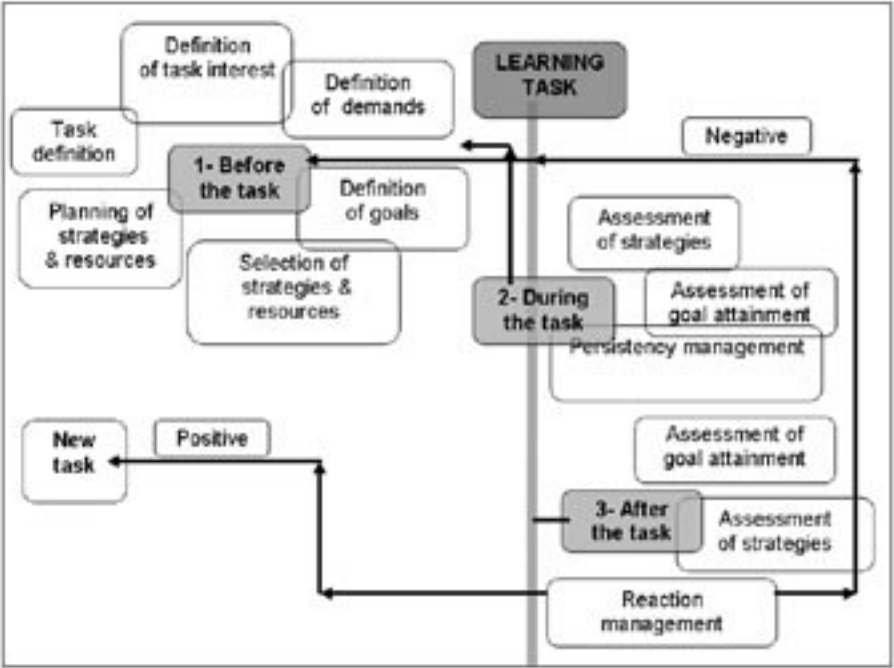 Definition
of task interest
Definition
of demands
LEARNING
TASK
Task
definition
1- Before
the task
Negative
Planning of
strategies
& resources
Definition
of goals
Selection of
strategies &
resources
Assessment
of strategies
2- During
the task
Assessment of
goal attainment
Persistency management
New
task
Positive
Assessment of
goal attainment
3- After
the task
Assessment
of strategies
Reaction
management